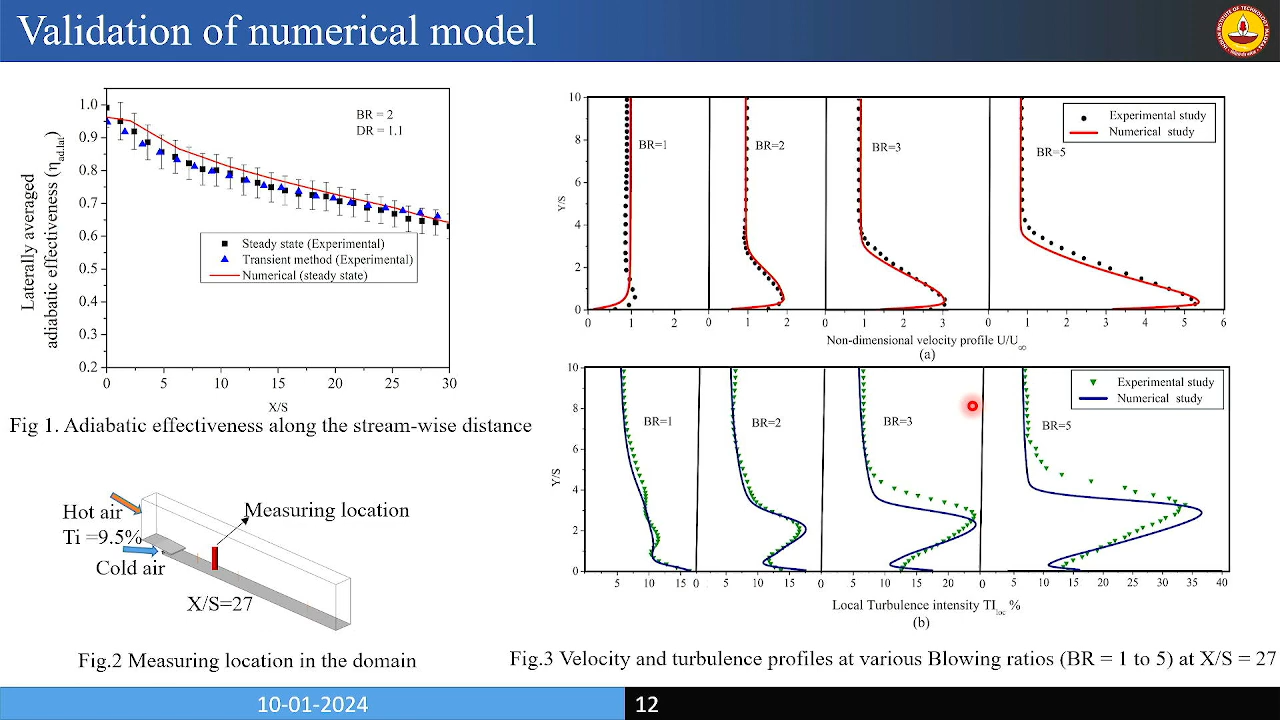 Validation of numerical model
Laterally averaged
adiabatic effectiveness (ηad.lat)
1.0
0.9
0.8
0.7
0.6
0.5
0.4
0.3
0.2
BR = 2
DR = 1.1
Steady state (Experimental)
Transient method (Experimental)
Numerical (steady state)
0 5 10 15 20 25 30
X/S
Fig 1. Adiabatic effectiveness along the stream-wise distance
Hot air
Ti =9.5%
Cold air
Measuring location
X/S=27
Fig.2 Measuring location in the domain
Y/S
10
8
6
4
2
0
BR=1
BR=2
BR=3
BR=5
Experimental study
Numerical study
0 1 2 0 1 2 0 1 2 3 0 1 2 3 4 5 6
Non-dimensional velocity profile U/U∞
(a)
Y/S
10
8
6
4
2
0
BR=1
BR=2
BR=3
BR=5
Experimental study
Numerical study
5 10 15 0 5 10 15 0 5 10 15 20 0 5 10 15 20 25 30 35 40
Local Turbulence intensity TIloc %
(b)
Fig.3 Velocity and turbulence profiles at various Blowing ratios (BR = 1 to 5) at X/S = 27
10-01-2024
12